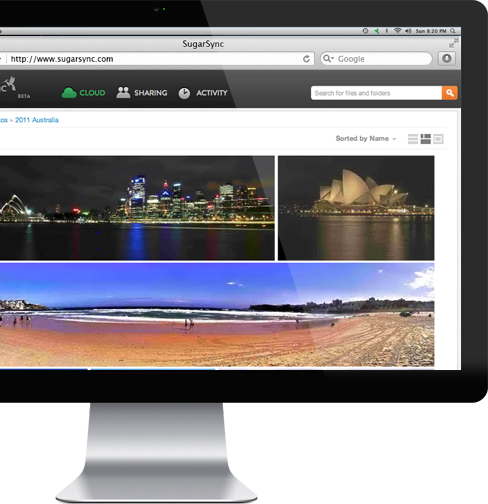 Sun 8:20 PM
SugarSync
http://www.sugarsync.com
Google
BETA
CLOUD
SHARING
ACTIVITY
Search for files and folders
2011 Australia
Sorted by Name